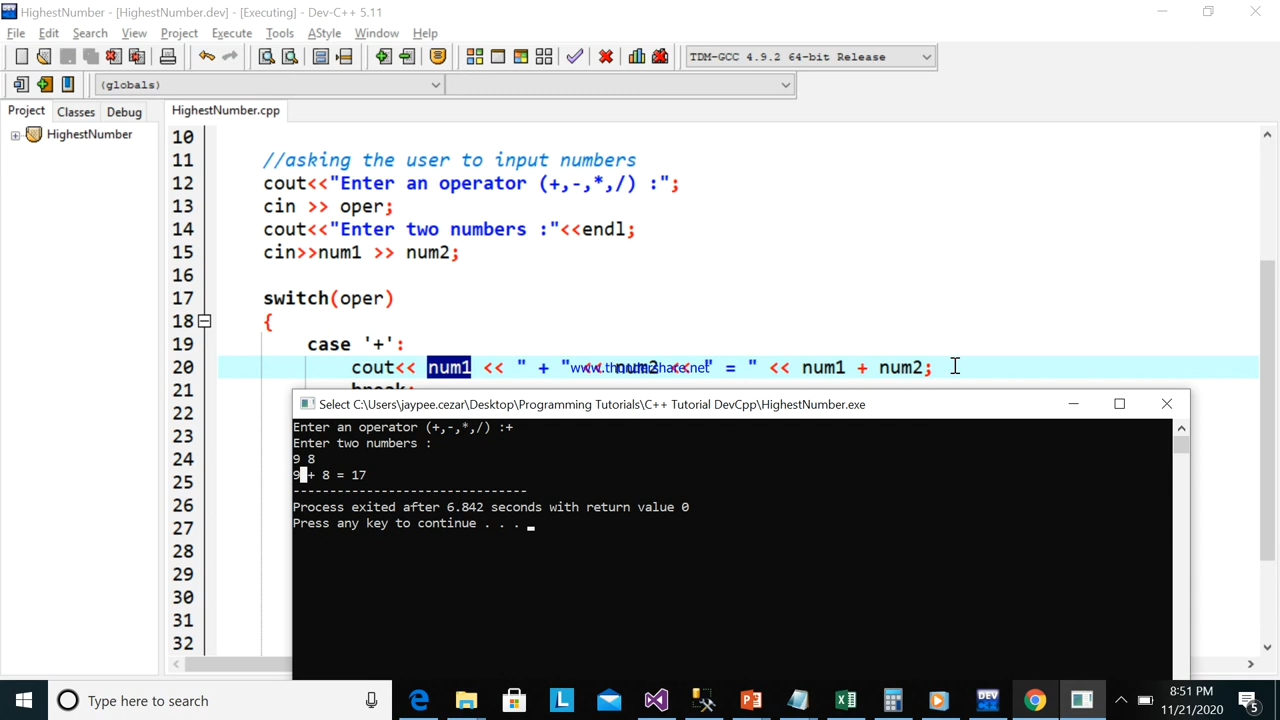 HighestNumber - [HighestNumber.dev] - [Executing] - Dev-C++ 5.11
File Edit Search View Project Execute Tools AStyle Window Help
TDM-GCC 4.9.2 64-bit Release
(globals)
Project Classes Debug HighestNumber.cpp
HighestNumber
10
11 //asking the user to input numbers
12 cout<<"Enter an operator (+,-,*,/) :";
13 cin >> oper;
14 cout<<"Enter two numbers :"<<endl;
15 cin>>num1 >> num2;
16
17 switch(oper)
18 {
19 case '+':
20 cout<< num1 << " + "<< num2 << " = " << num1 + num2;
www.thundershare.net
21 break;
22
23
24
25
26
27
28
29
30
31
32
Select C:\Users\jaypee.cezar\Desktop\Programming Tutorials\C++ Tutorial DevCpp\HighestNumber.exe
Enter an operator (+,-,*,/) :+
Enter two numbers :
9 8
9 + 8 = 17
--------------------------------
Process exited after 6.842 seconds with return value 0
Press any key to continue . . .
Type here to search
8:51 PM
11/21/2020
5